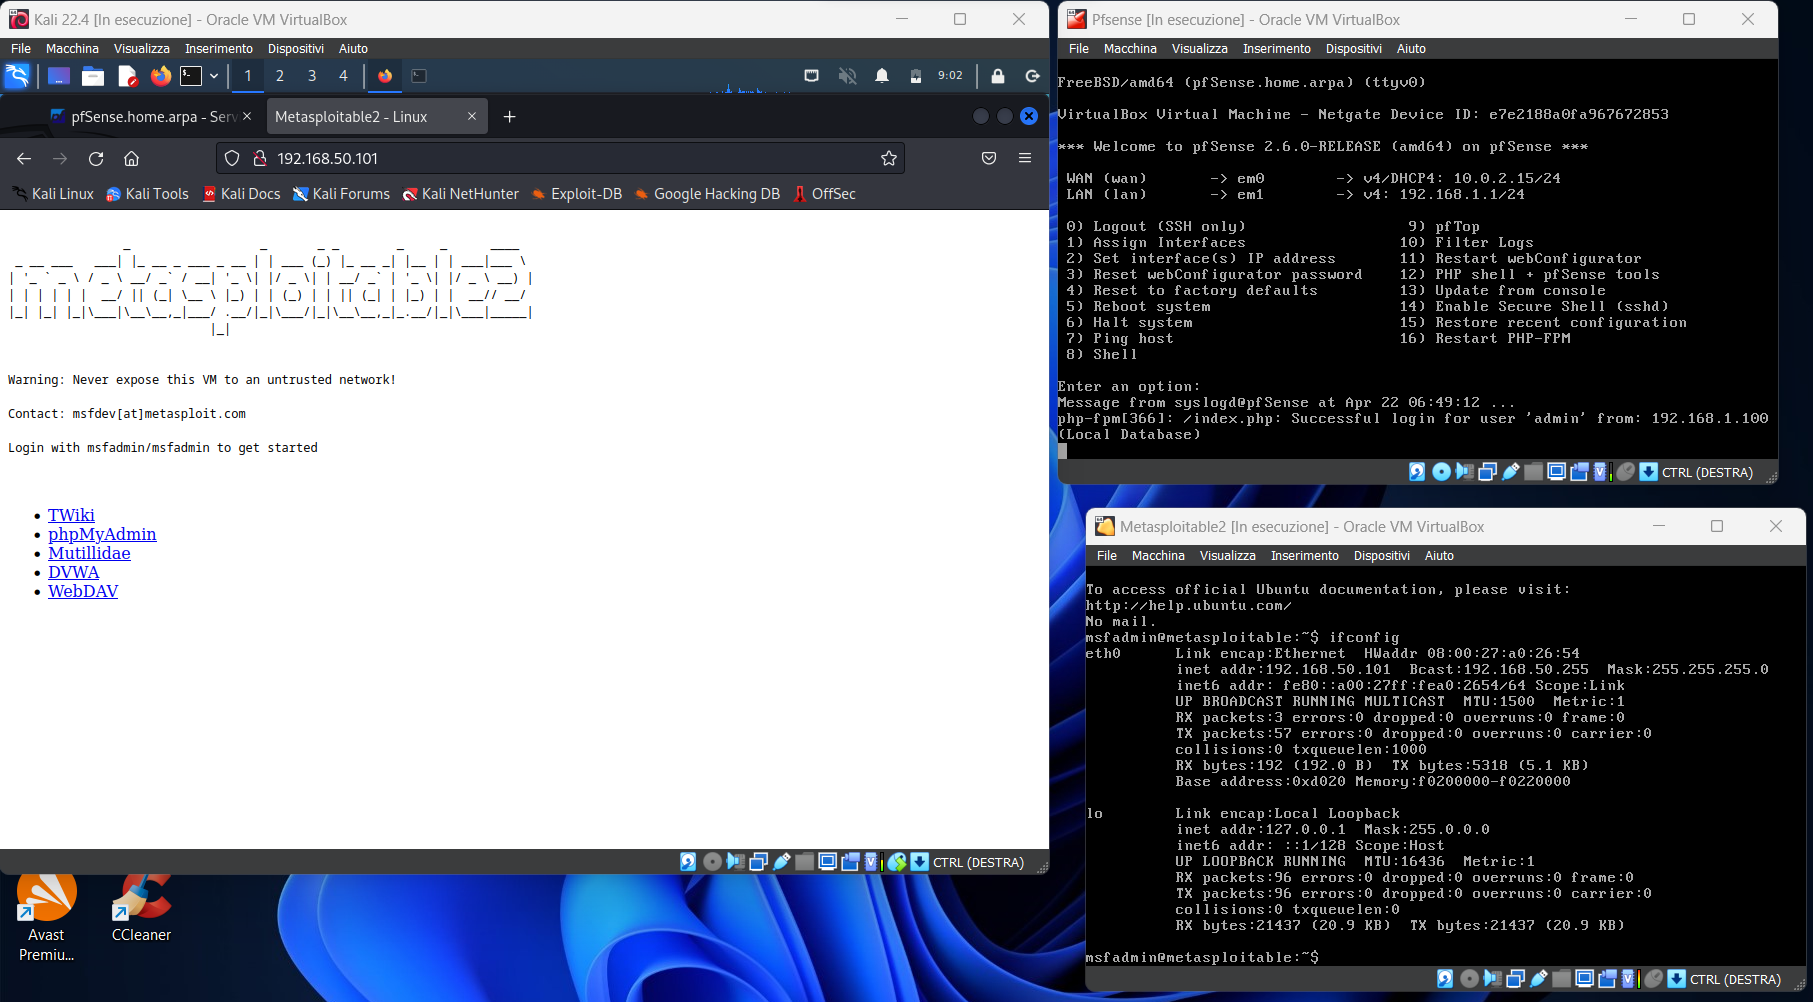 Kali 22.4 [In esecuzione] - Oracle VM VirtualBox
File Macchina Visualizza Inserimento Dispositivi Aiuto
1 2 3 4 9:02
pfSense.home.arpa - Serv
Metasploitable2 - Linux
192.168.50.101
Kali Linux Kali Tools Kali Docs Kali Forums Kali NetHunter Exploit-DB Google Hacking DB OffSec
metasploitable2
Warning: Never expose this VM to an untrusted network!
Contact: msfdev[at]metasploit.com
Login with msfadmin/msfadmin to get started
TWiki
phpMyAdmin
Mutillidae
DVWA
WebDAV
CTRL (DESTRA)
Avast Premiu...
CCleaner
Pfsense [In esecuzione] - Oracle VM VirtualBox
File Macchina Visualizza Inserimento Dispositivi Aiuto
FreeBSD/amd64 (pfSense.home.arpa) (ttyv0)
VirtualBox Virtual Machine - Netgate Device ID: e7e2188a0fa967672853
*** Welcome to pfSense 2.6.0-RELEASE (amd64) on pfSense ***
WAN (wan) -> em0 -> v4/DHCP4: 10.0.2.15/24
LAN (lan) -> em1 -> v4: 192.168.1.1/24
0) Logout (SSH only) 9) pfTop
1) Assign Interfaces 10) Filter Logs
2) Set interface(s) IP address 11) Restart webConfigurator
3) Reset webConfigurator password 12) PHP shell + pfSense tools
4) Reset to factory defaults 13) Update from console
5) Reboot system 14) Enable Secure Shell (sshd)
6) Halt system 15) Restore recent configuration
7) Ping host 16) Restart PHP-FPM
8) Shell
Enter an option:
Message from syslogd@pfSense at Apr 22 06:49:12 ...
php-fpm[366]: /index.php: Successful login for user 'admin' from: 192.168.1.100
(Local Database)
CTRL (DESTRA)
Metasploitable2 [In esecuzione] - Oracle VM VirtualBox
File Macchina Visualizza Inserimento Dispositivi Aiuto
To access official Ubuntu documentation, please visit:
http://help.ubuntu.com/
No mail.
msfadmin@metasploitable:~$ ifconfig
eth0 Link encap:Ethernet HWaddr 08:00:27:a0:26:54
inet addr:192.168.50.101 Bcast:192.168.50.255 Mask:255.255.255.0
inet6 addr: fe80::a00:27ff:fea0:2654/64 Scope:Link
UP BROADCAST RUNNING MULTICAST MTU:1500 Metric:1
RX packets:3 errors:0 dropped:0 overruns:0 frame:0
TX packets:57 errors:0 dropped:0 overruns:0 carrier:0
collisions:0 txqueuelen:1000
RX bytes:192 (192.0 B) TX bytes:5318 (5.1 KB)
Base address:0xd020 Memory:f0200000-f0220000
lo Link encap:Local Loopback
inet addr:127.0.0.1 Mask:255.0.0.0
inet6 addr: ::1/128 Scope:Host
UP LOOPBACK RUNNING MTU:16436 Metric:1
RX packets:96 errors:0 dropped:0 overruns:0 frame:0
TX packets:96 errors:0 dropped:0 overruns:0 carrier:0
collisions:0 txqueuelen:0
RX bytes:21437 (20.9 KB) TX bytes:21437 (20.9 KB)
msfadmin@metasploitable:~$
CTRL (DESTRA)